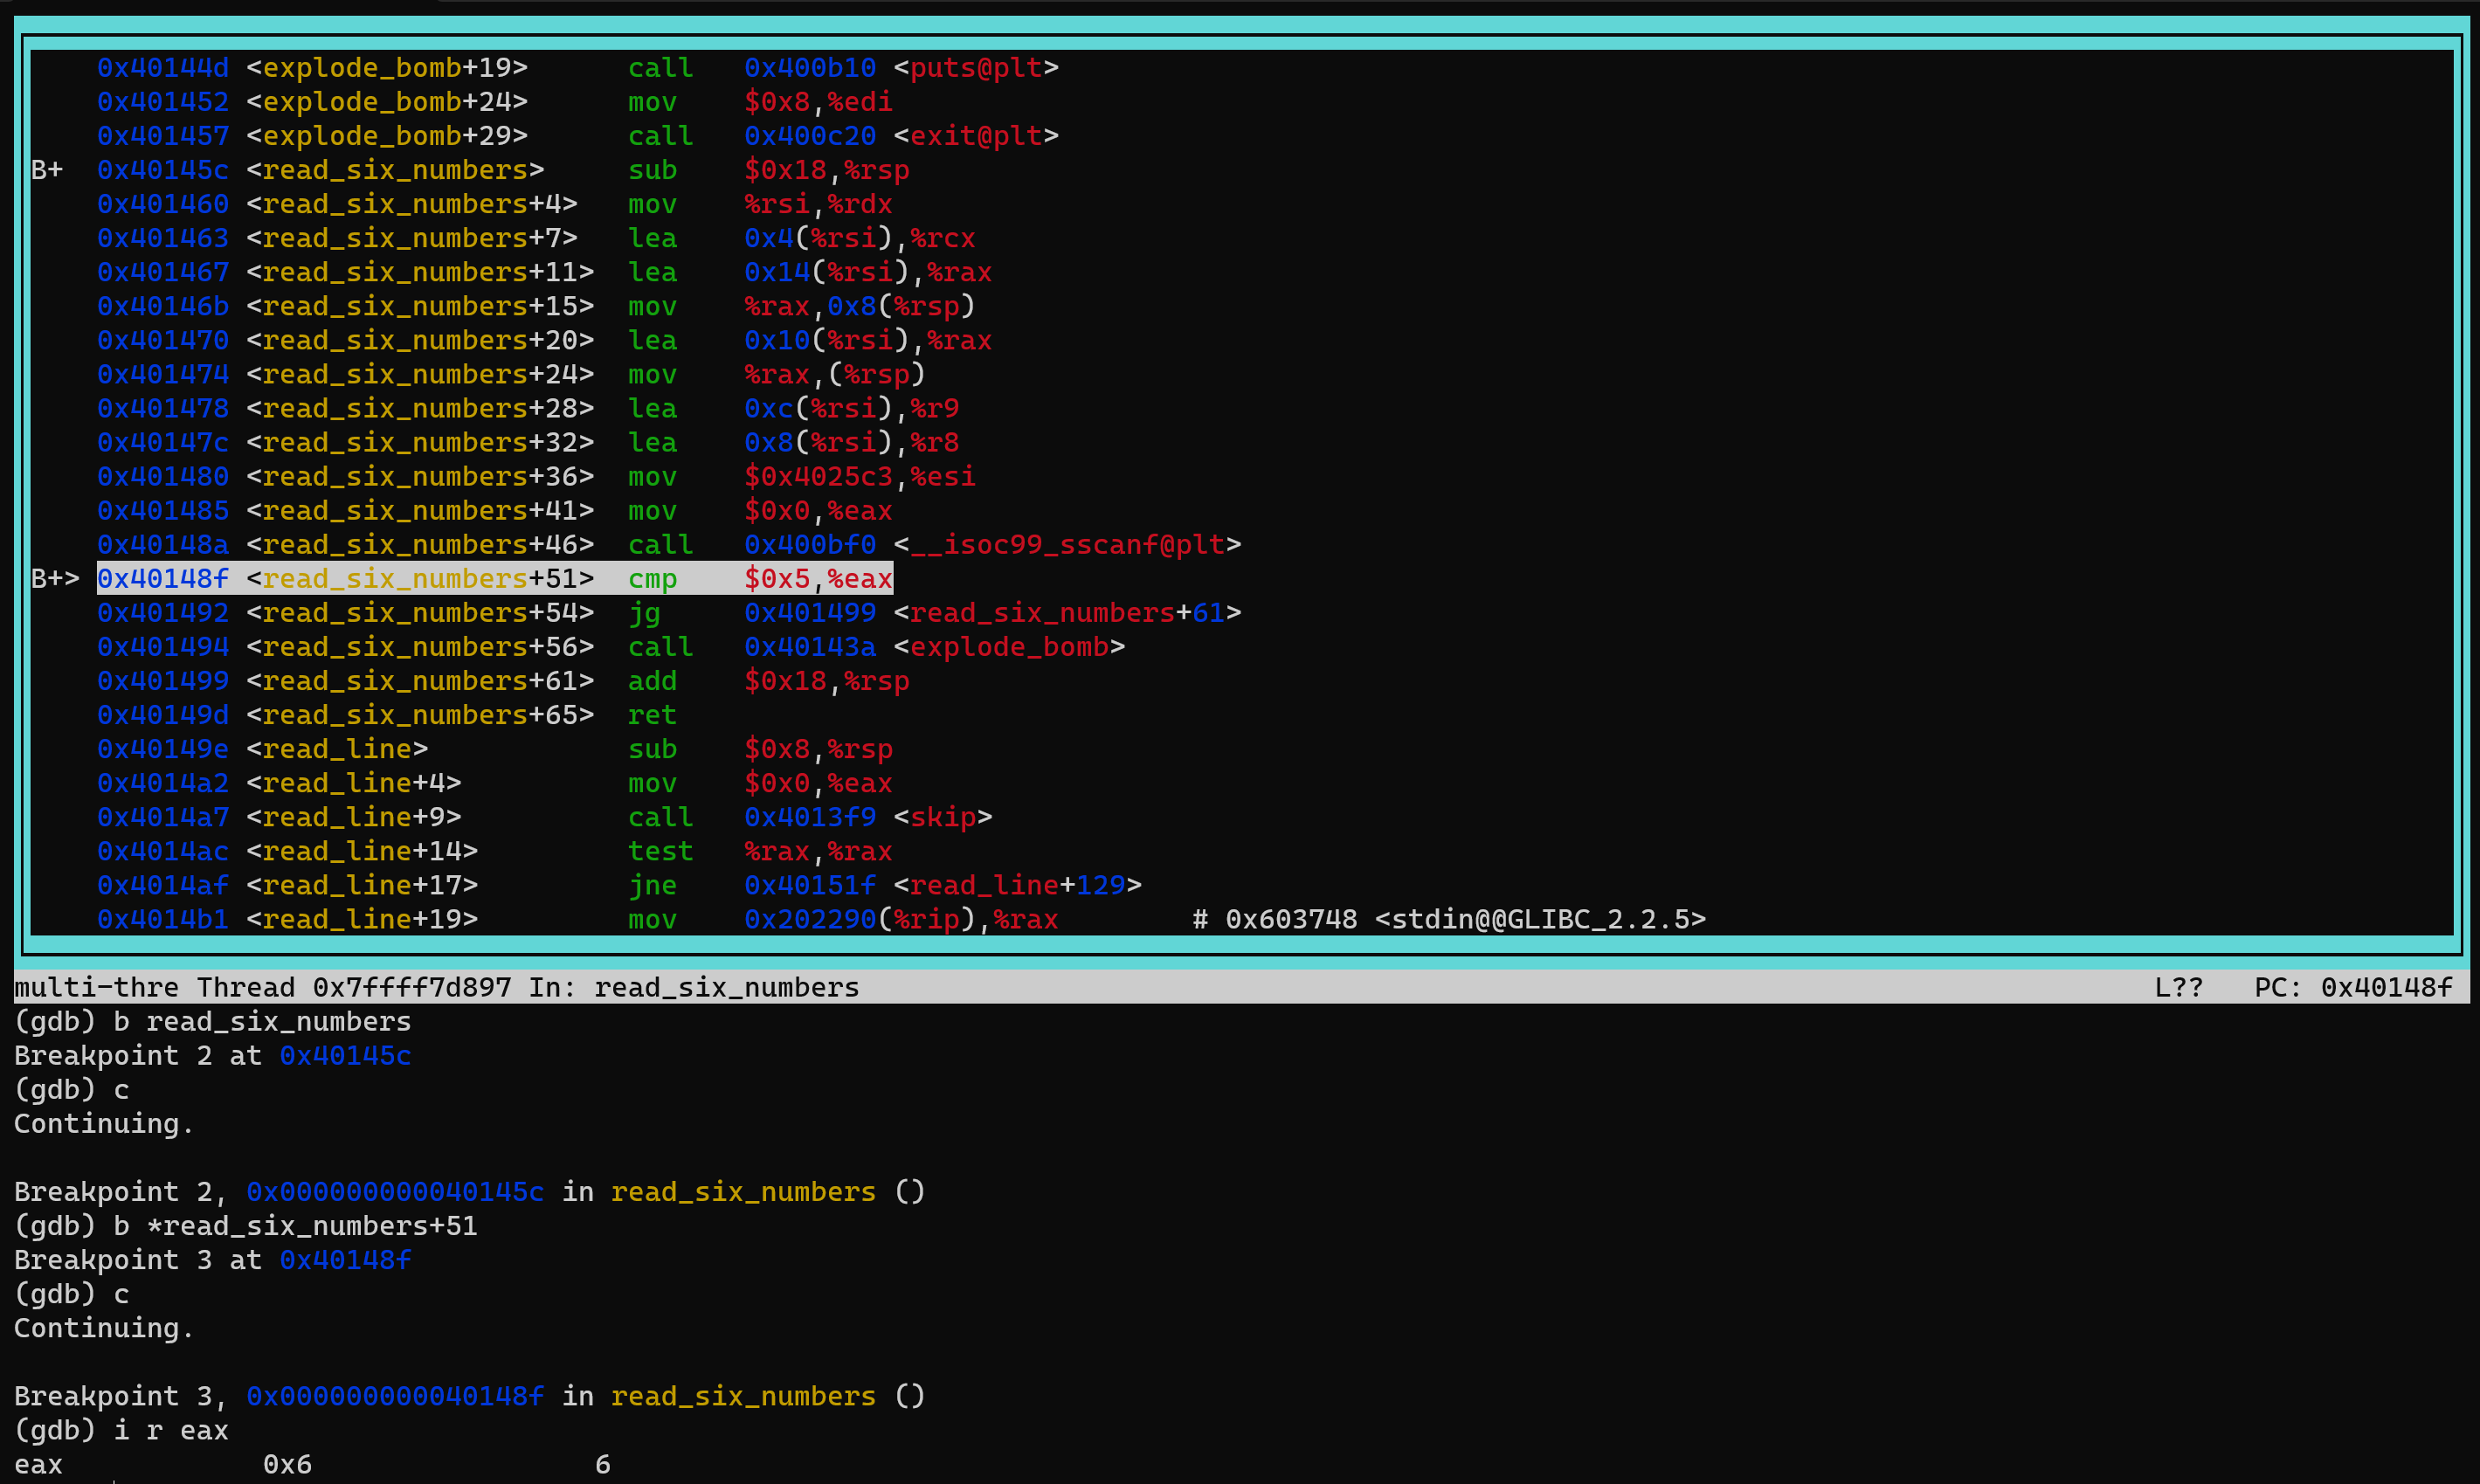 0x40144d <explode_bomb+19>      call   0x400b10 <puts@plt>
0x401452 <explode_bomb+24>      mov    $0x8,%edi
0x401457 <explode_bomb+29>      call   0x400c20 <exit@plt>
B+  0x40145c <read_six_numbers>     sub    $0x18,%rsp
0x401460 <read_six_numbers+4>   mov    %rsi,%rdx
0x401463 <read_six_numbers+7>   lea    0x4(%rsi),%rcx
0x401467 <read_six_numbers+11>  lea    0x14(%rsi),%rax
0x40146b <read_six_numbers+15>  mov    %rax,0x8(%rsp)
0x401470 <read_six_numbers+20>  lea    0x10(%rsi),%rax
0x401474 <read_six_numbers+24>  mov    %rax,(%rsp)
0x401478 <read_six_numbers+28>  lea    0xc(%rsi),%r9
0x40147c <read_six_numbers+32>  lea    0x8(%rsi),%r8
0x401480 <read_six_numbers+36>  mov    $0x4025c3,%esi
0x401485 <read_six_numbers+41>  mov    $0x0,%eax
0x40148a <read_six_numbers+46>  call   0x400bf0 <__isoc99_sscanf@plt>
B+> 0x40148f <read_six_numbers+51>  cmp    $0x5,%eax
0x401492 <read_six_numbers+54>  jg     0x401499 <read_six_numbers+61>
0x401494 <read_six_numbers+56>  call   0x40143a <explode_bomb>
0x401499 <read_six_numbers+61>  add    $0x18,%rsp
0x40149d <read_six_numbers+65>  ret
0x40149e <read_line>            sub    $0x8,%rsp
0x4014a2 <read_line+4>          mov    $0x0,%eax
0x4014a7 <read_line+9>          call   0x4013f9 <skip>
0x4014ac <read_line+14>         test   %rax,%rax
0x4014af <read_line+17>         jne    0x40151f <read_line+129>
0x4014b1 <read_line+19>         mov    0x202290(%rip),%rax        # 0x603748 <stdin@@GLIBC_2.2.5>
multi-thre Thread 0x7ffff7d897 In: read_six_numbers    L??   PC: 0x40148f
(gdb) b read_six_numbers
Breakpoint 2 at 0x40145c
(gdb) c
Continuing.
Breakpoint 2, 0x000000000040145c in read_six_numbers ()
(gdb) b *read_six_numbers+51
Breakpoint 3 at 0x40148f
(gdb) c
Continuing.
Breakpoint 3, 0x000000000040148f in read_six_numbers ()
(gdb) i r eax
eax            0x6                 6